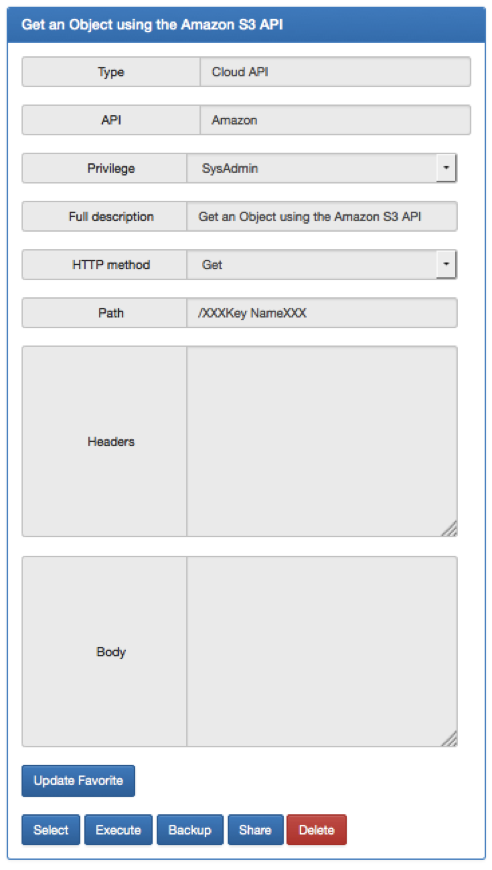 Get an Object using the Amazon S3 API
Type Cloud API
API Amazon
Privilege SysAdmin
Full description Get an Object using the Amazon S3 API
HTTP method Get
Path /XXXKey NameXXX
Headers
Body
Update Favorite
Select Execute Backup Share Delete